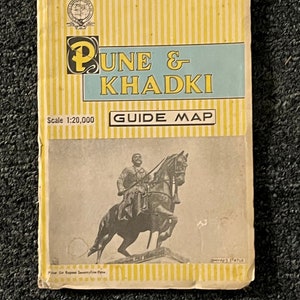 PUNE &
KHADKI
Scale 1:20,000
GUIDE MAP